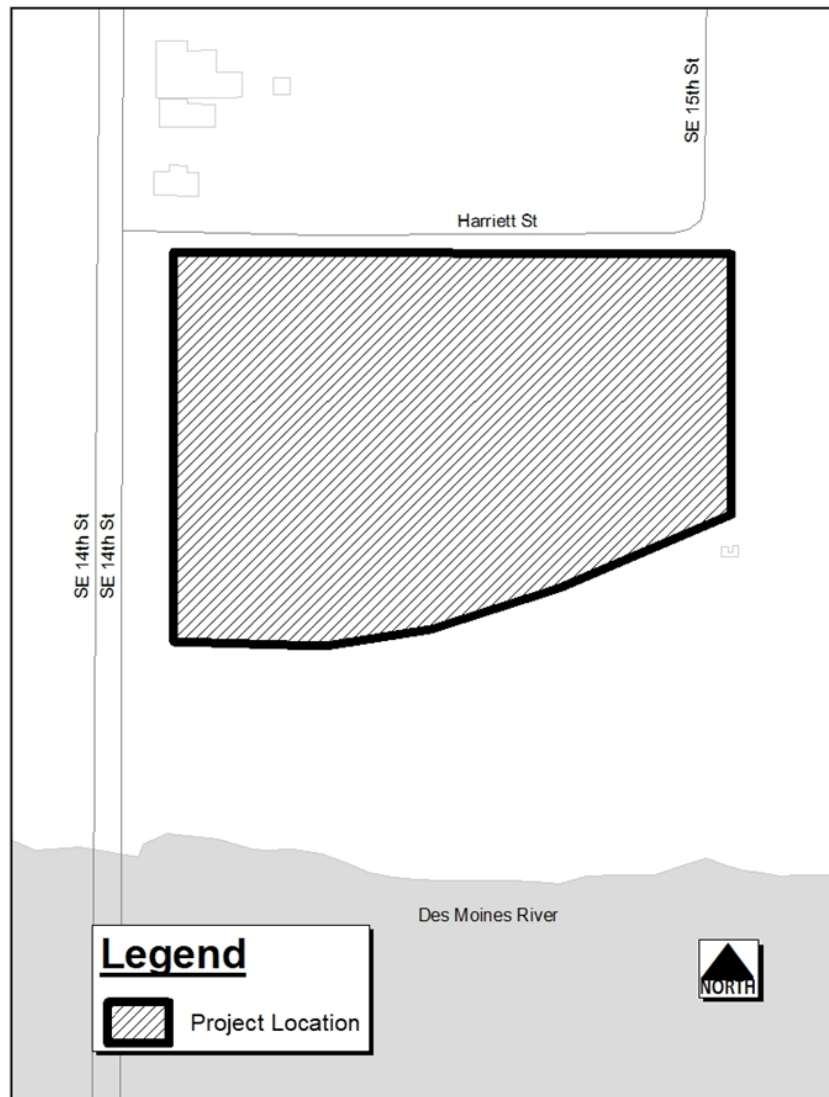 SE 15th St
Harriett St
SE 14th St
SE 14th St
Des Moines River
Legend
Project Location
NORTH